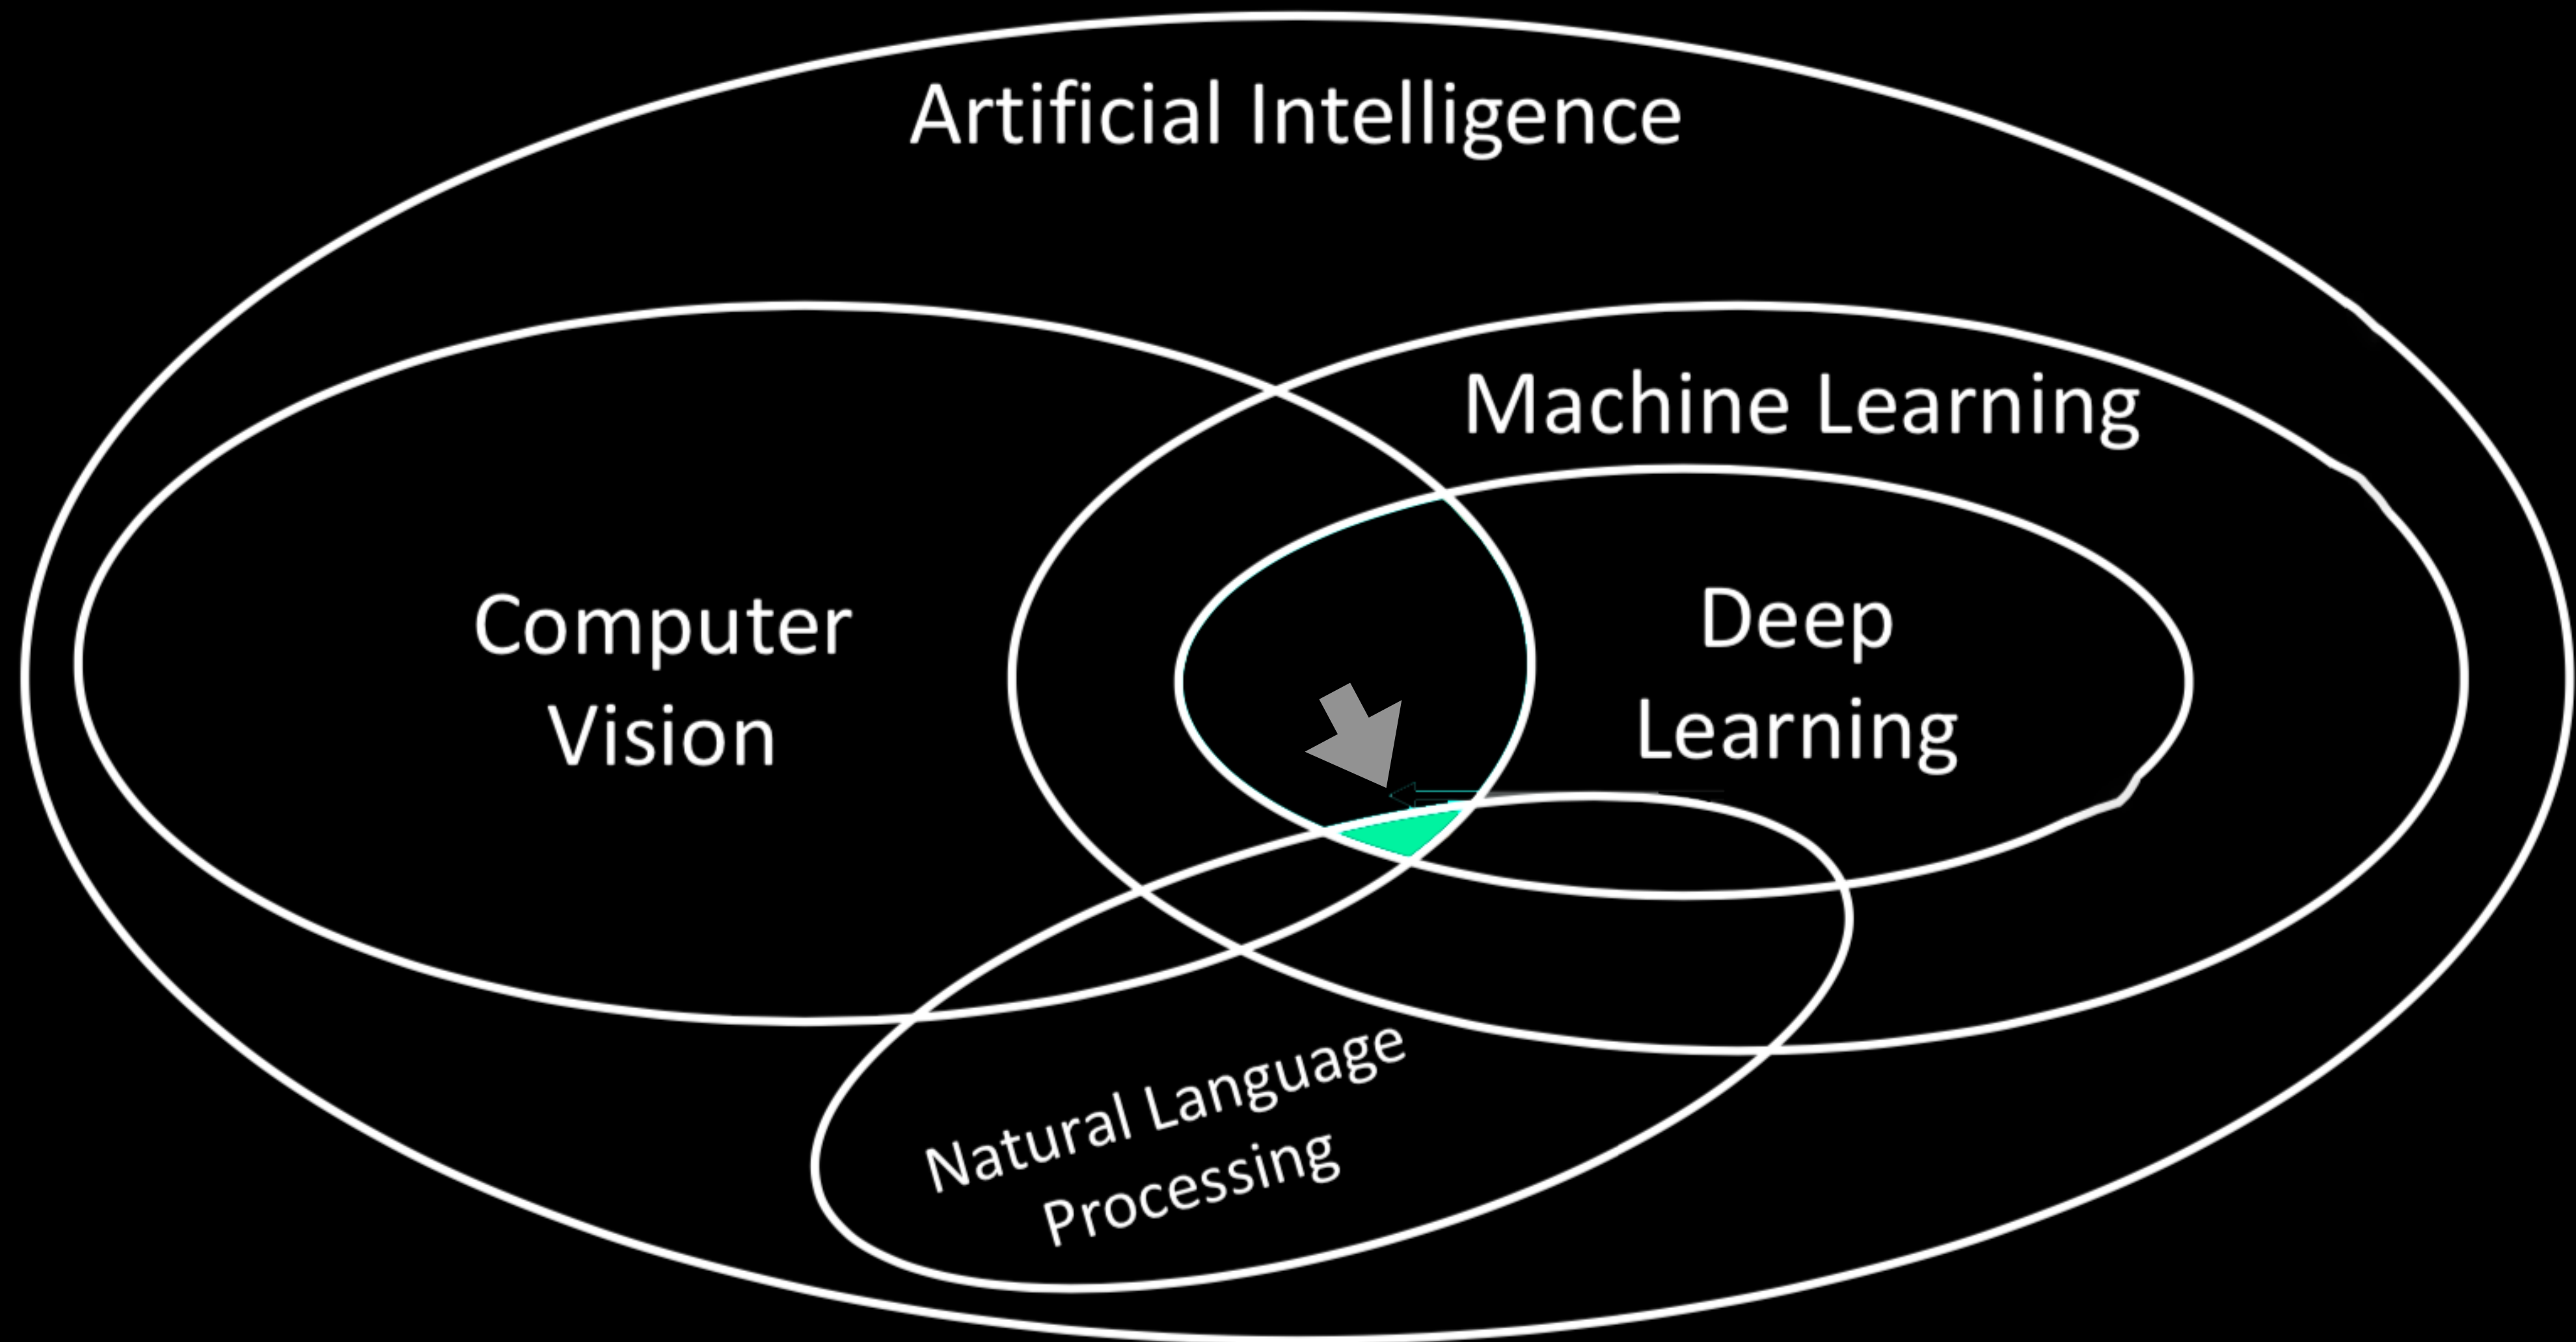 Artificial Intelligence
Machine Learning
Computer
Vision
Deep
Learning
Natural Language
Processing